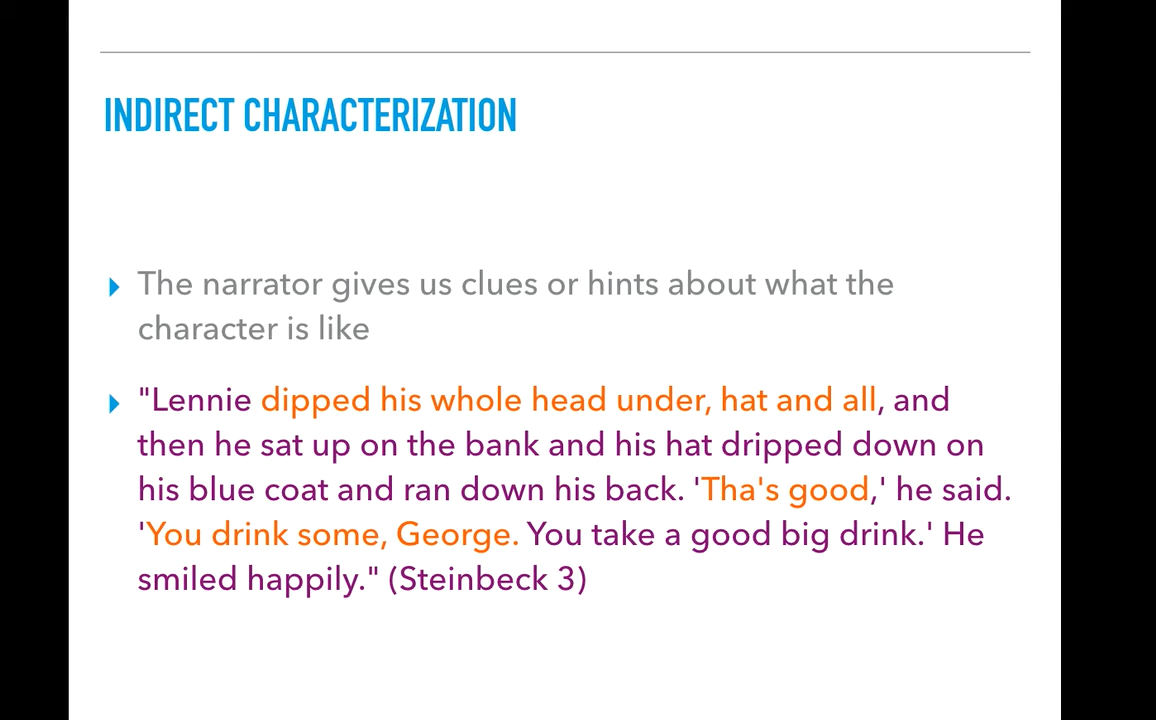 INDIRECT CHARACTERIZATION
The narrator gives us clues or hints about what the
character is like
"Lennie dipped his whole head under, hat and all, and
then he sat up on the bank and his hat dripped down on
his blue coat and ran down his back. 'Tha's good,' he said.
'You drink some, George. You take a good big drink.' He
smiled happily." (Steinbeck 3)